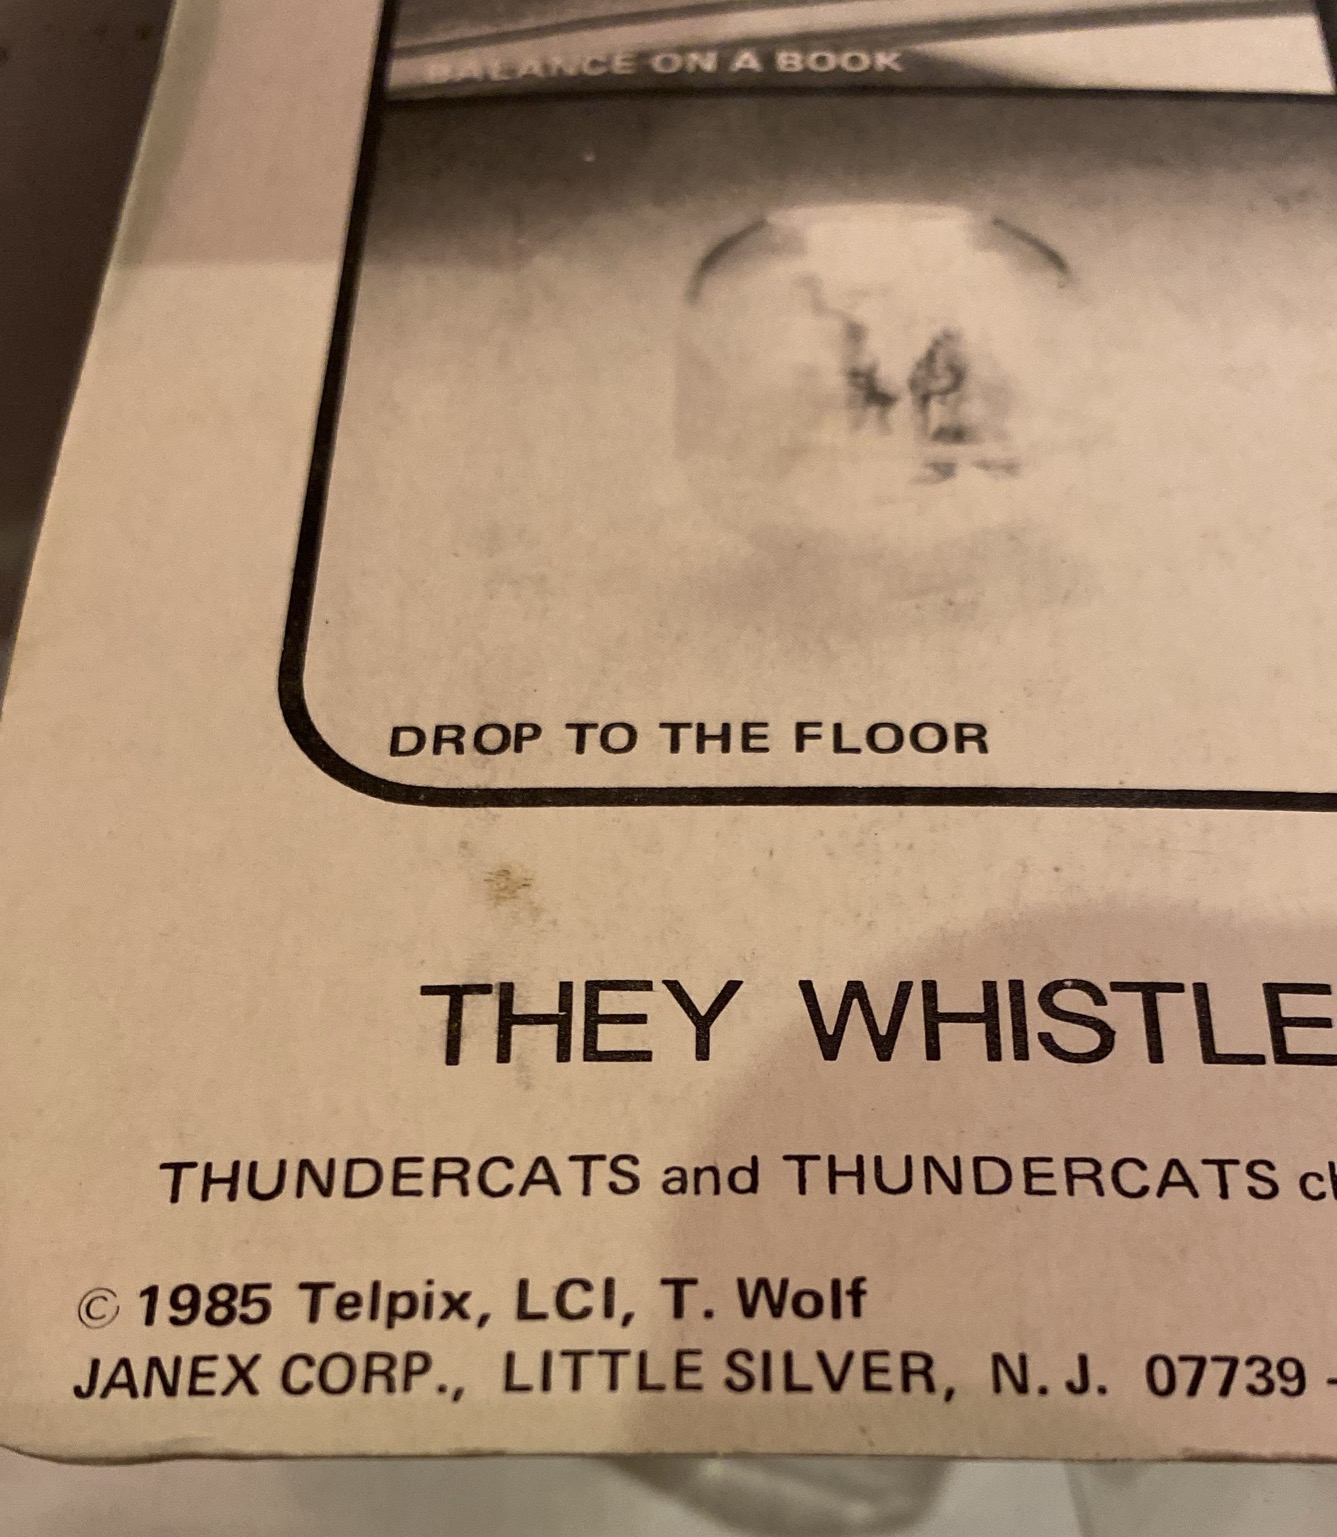 BALANCE ON A BOOK
DROP TO THE FLOOR
THEY WHISTLE
THUNDERCATS and THUNDERCATS ch
© 1985 Telpix, LCI, T. Wolf
JANEX CORP., LITTLE SILVER, N. J. 07739 -